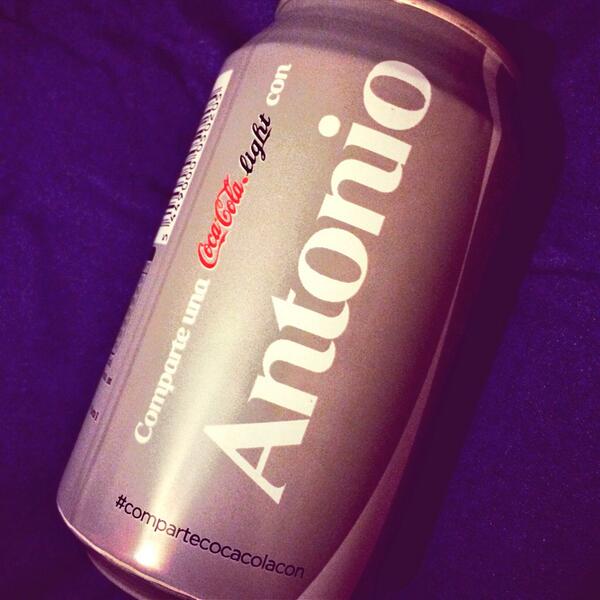 Comparte una Coca-Cola light con
Antonio
#compartecocacolacon